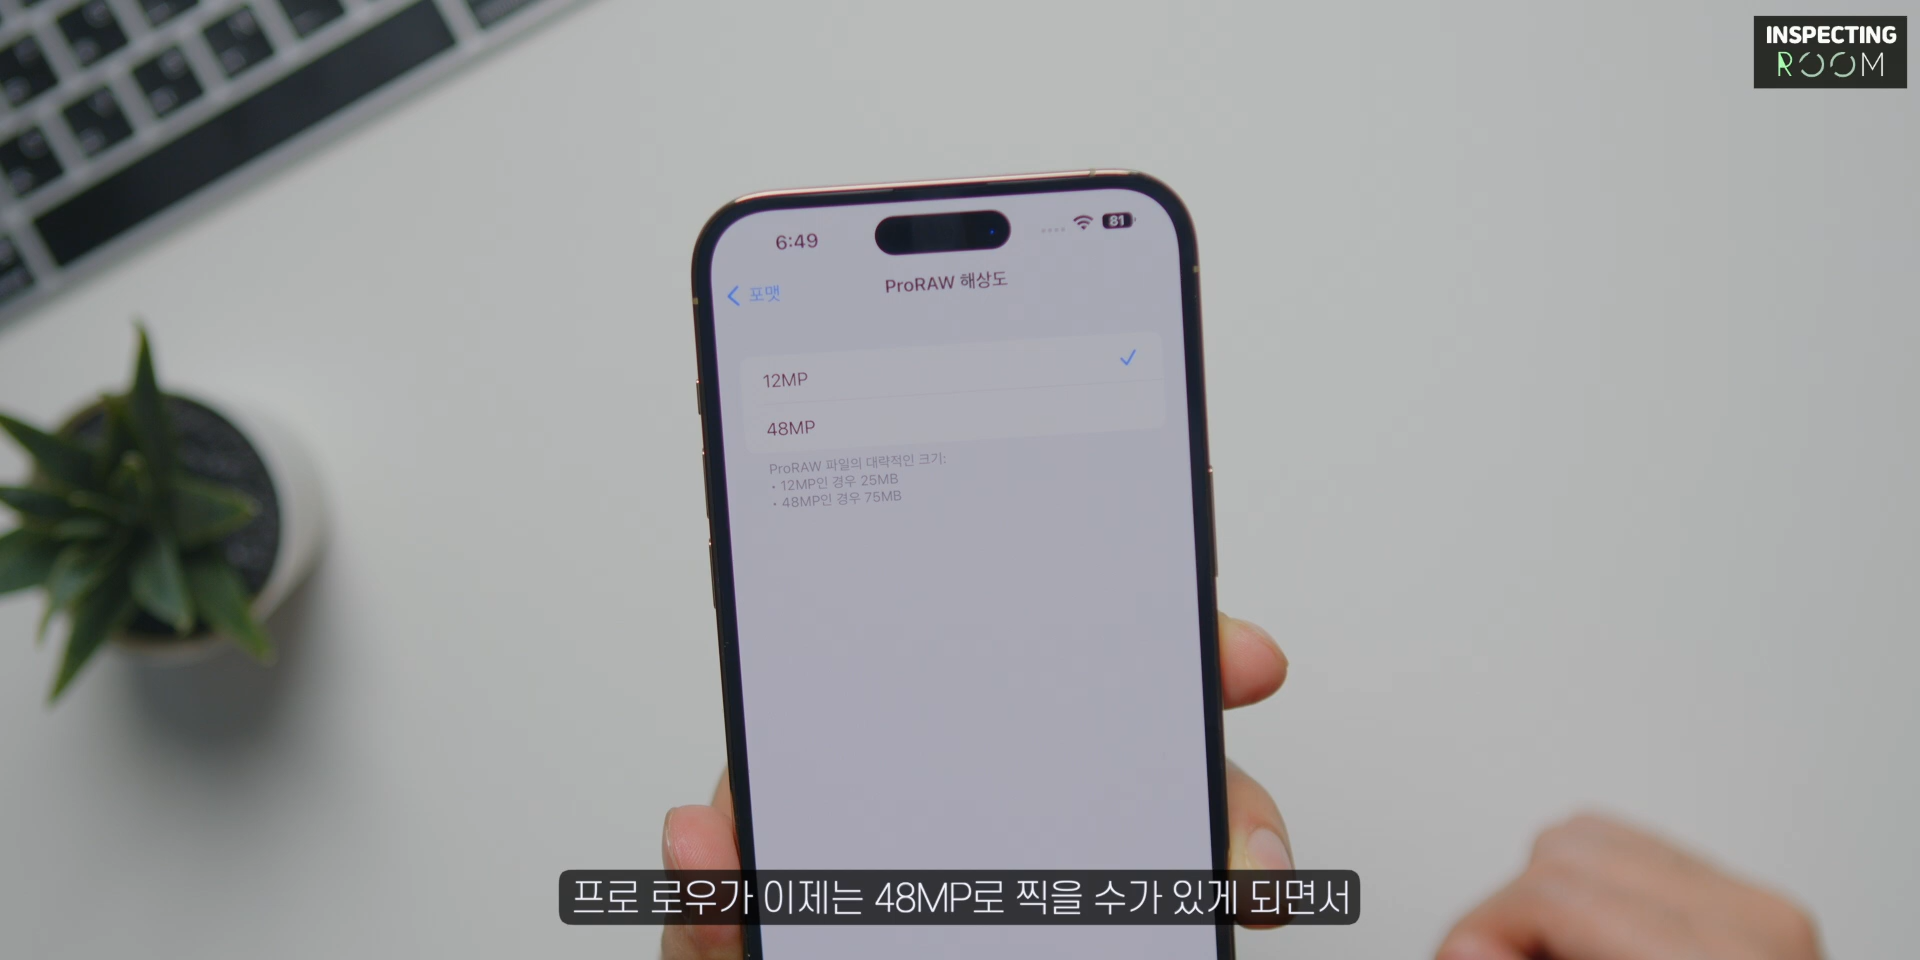 INSPECTING
ROOM
6:49
81
포맷
ProRAW 해상도
12MP
48MP
ProRAW 파일의 대략적인 크기:
• 12MP인 경우 25MB
• 48MP인 경우 75MB
프로 로우가 이제는 48MP로 찍을 수가 있게 되면서